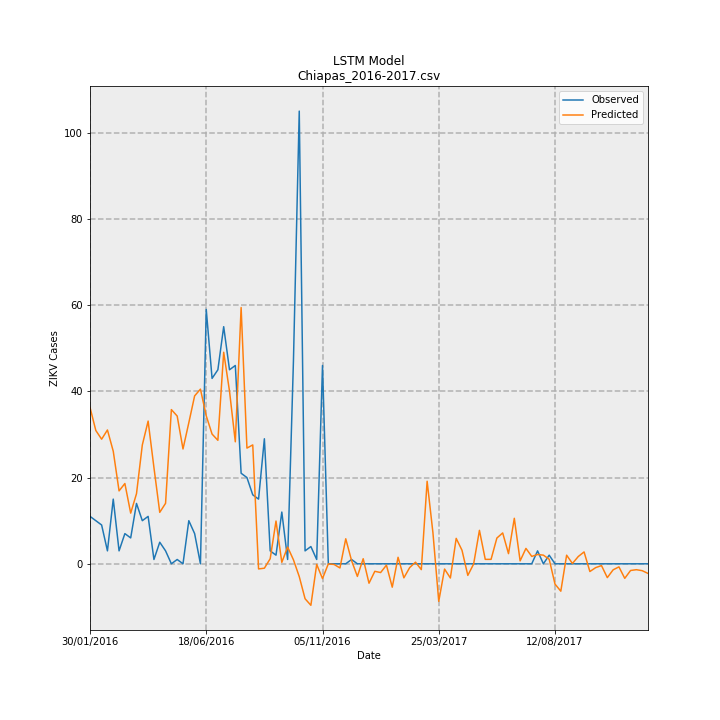 LSTM Model
Chiapas_2016-2017.csv
Observed
Predicted
100
80
60
40
20
0
ZIKV Cases
30/01/2016
18/06/2016
05/11/2016
25/03/2017
12/08/2017
Date